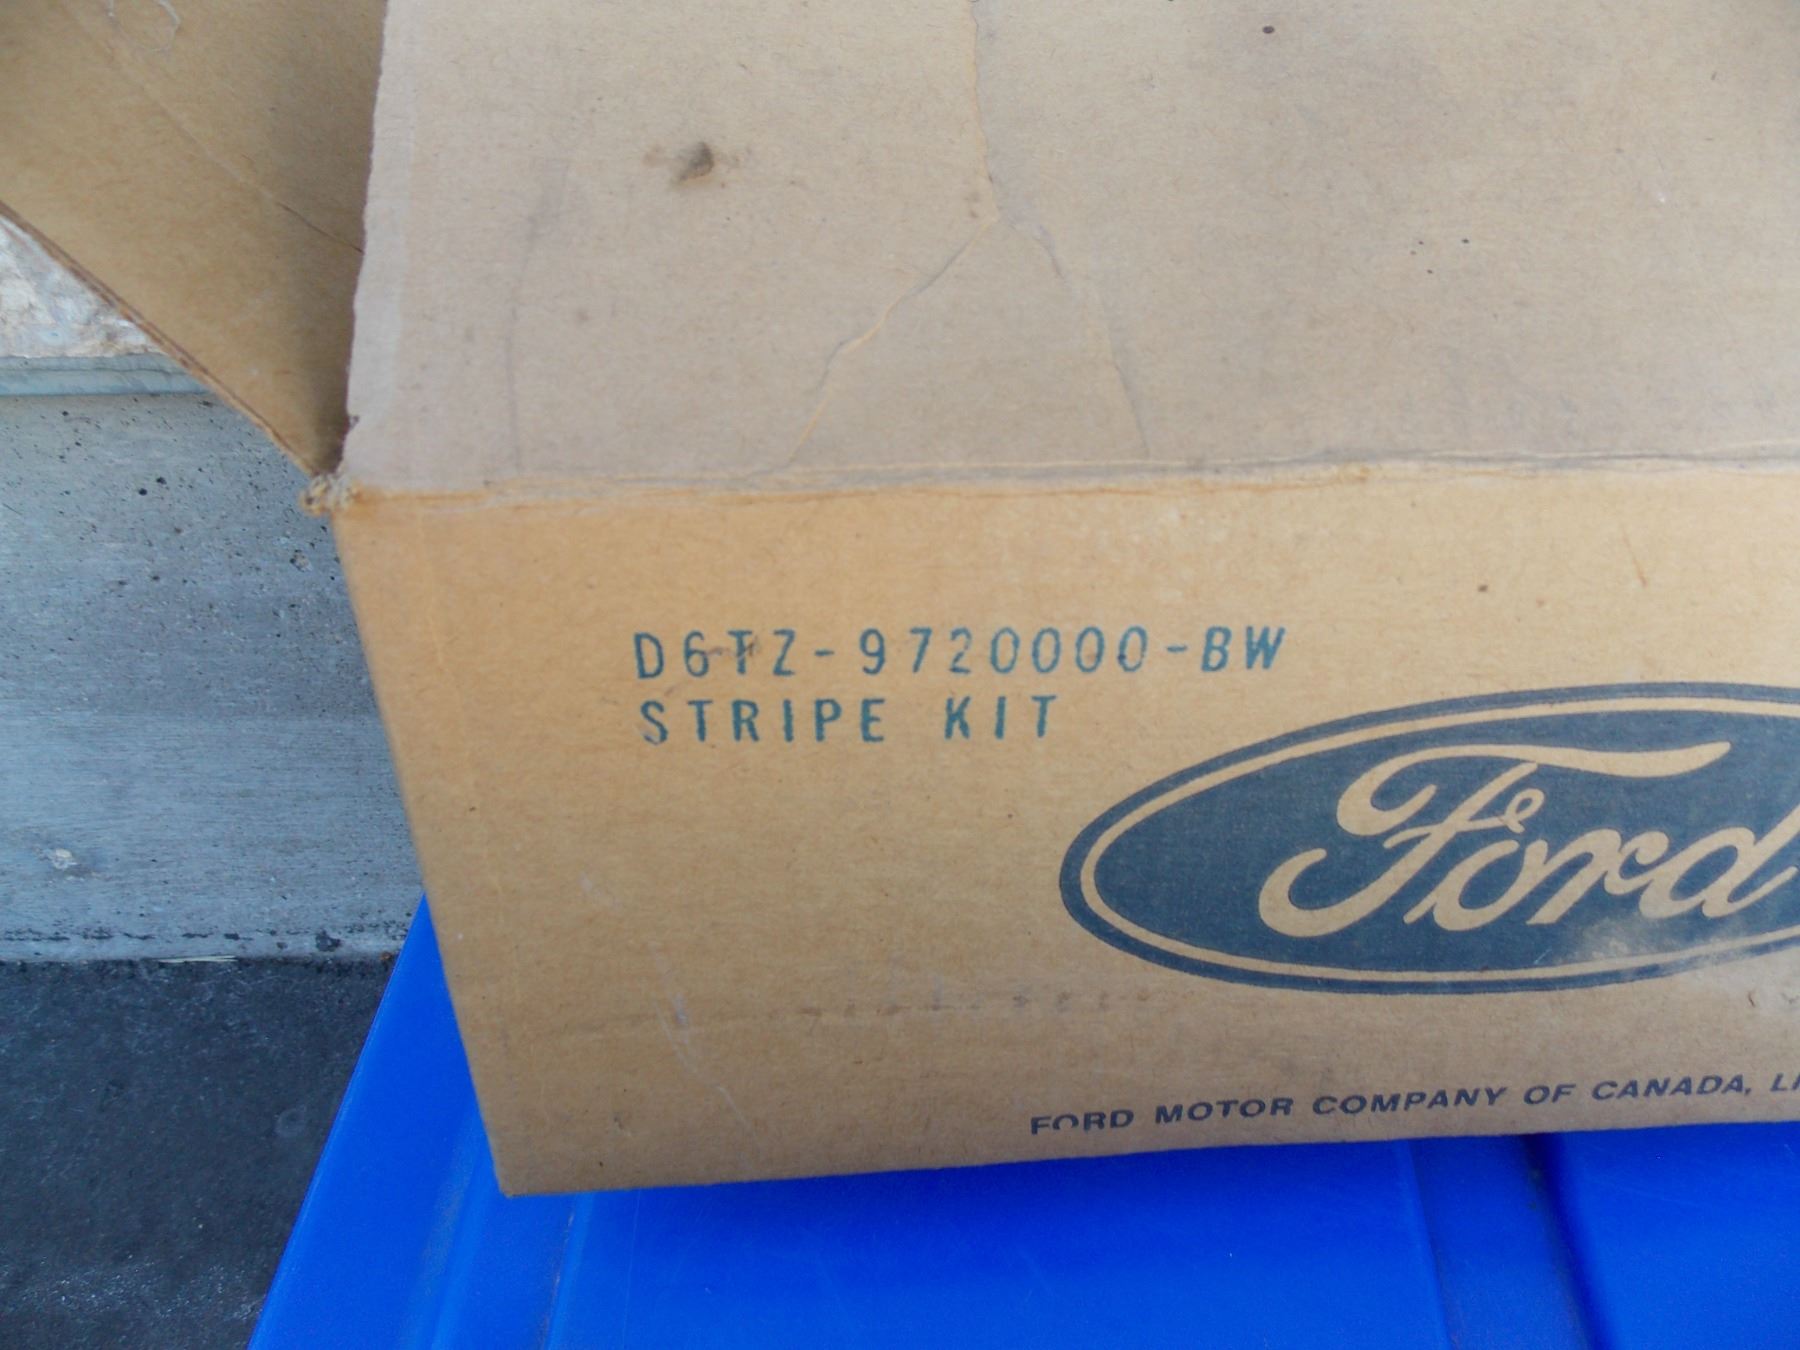 D6TZ-9720000-BW
STRIPE KIT
Ford
FORD MOTOR COMPANY OF CANADA,